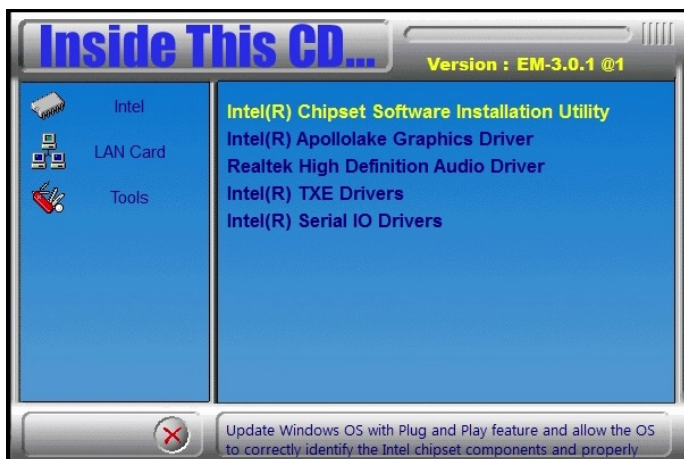 Inside This CD...
Version : EM-3.0.1 @1
Intel
LAN Card
Tools
Intel(R) Chipset Software Installation Utility
Intel(R) Apollolake Graphics Driver
Realtek High Definition Audio Driver
Intel(R) TXE Drivers
Intel(R) Serial IO Drivers
Update Windows OS with Plug and Play feature and allow the OS
to correctly identify the Intel chipset components and properly